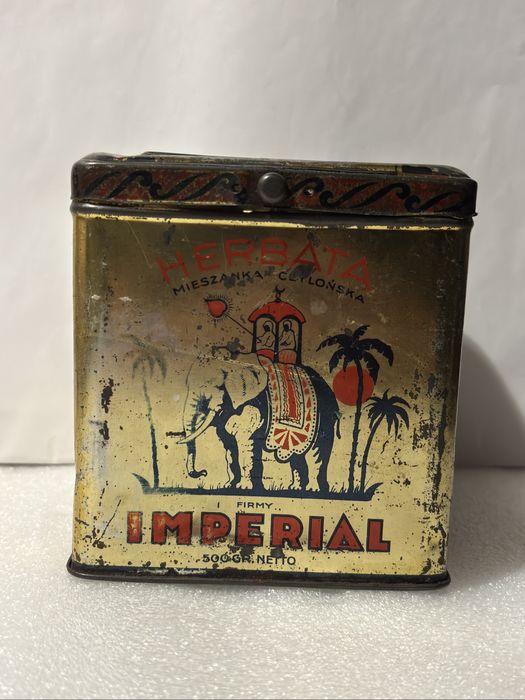 HERBATA
MIESZANKA CEYLOŃSKA
FIRMY
IMPERIAL
500 GR. NETTO